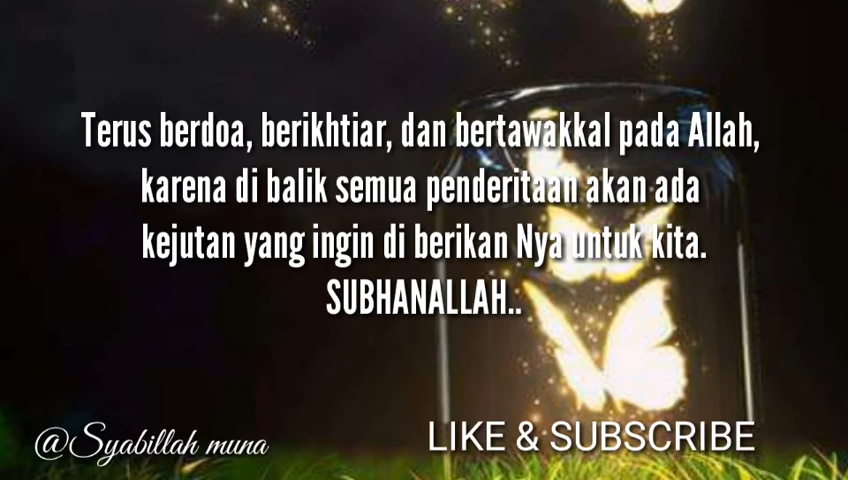 Terus berdoa, berikhtiar, dan bertawakkal pada Allah,
karena di balik semua penderitaan akan ada
kejutan yang ingin di berikan Nya untuk kita.
SUBHANALLAH..
@Syabillah muna
LIKE & SUBSCRIBE